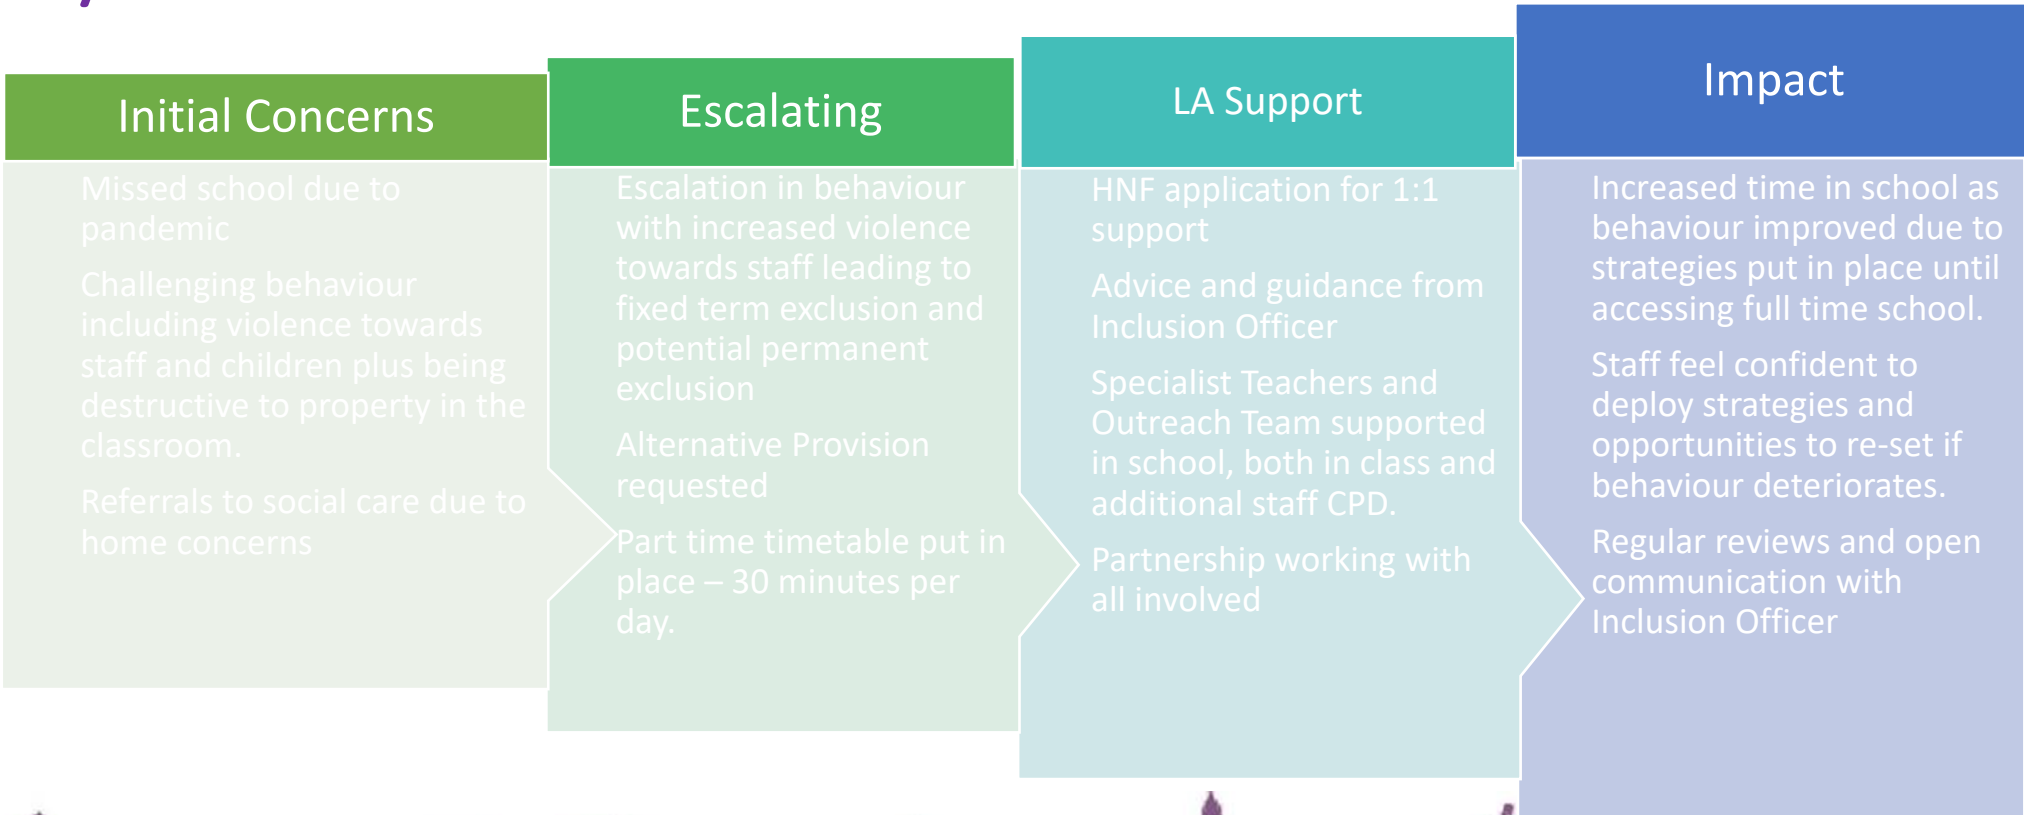 Initial Concerns
Missed school due to
pandemic
Challenging behaviour
including violence towards
staff and children plus being
destructive to property in the
classroom.
Referrals to social care due to
home concerns
Escalating
Escalation in behaviour
with increased violence
towards staff leading to
fixed term exclusion and
potential permanent
exclusion
Alternative Provision
requested
Part time timetable put in
place – 30 minutes per
day.
LA Support
HNF application for 1:1
support
Advice and guidance from
Inclusion Officer
Specialist Teachers and
Outreach Team supported
in school, both in class and
additional staff CPD.
Partnership working with
all involved
Impact
Increased time in school as
behaviour improved due to
strategies put in place until
accessing full time school.
Staff feel confident to
deploy strategies and
opportunities to re-set if
behaviour deteriorates.
Regular reviews and open
communication with
Inclusion Officer